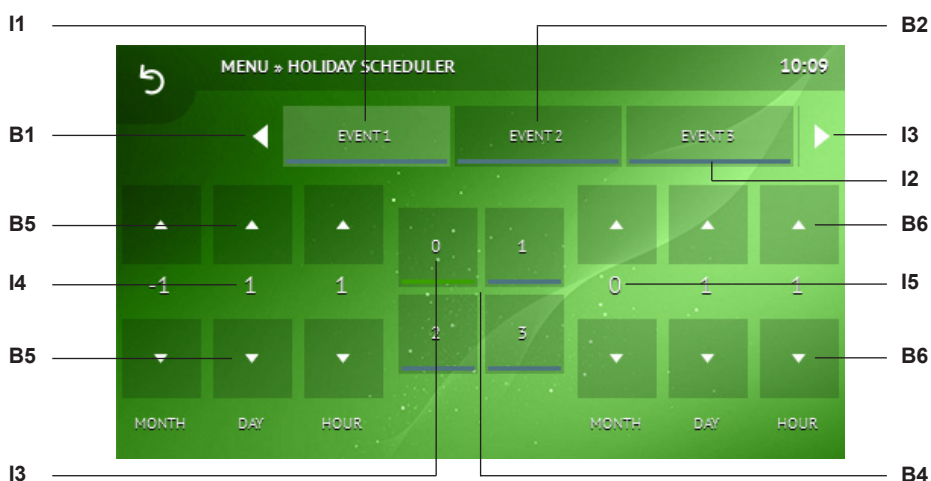 I1 B2
MENU » HOLIDAY SCHEDULER 10:09
B1 EVENT 1 EVENT 2 EVENT 3 I3
I2
B5 B6
0 1
I4 -1 1 1 0 1 1 I5
2 3
B5 B6
MONTH DAY HOUR MONTH DAY HOUR
I3 B4